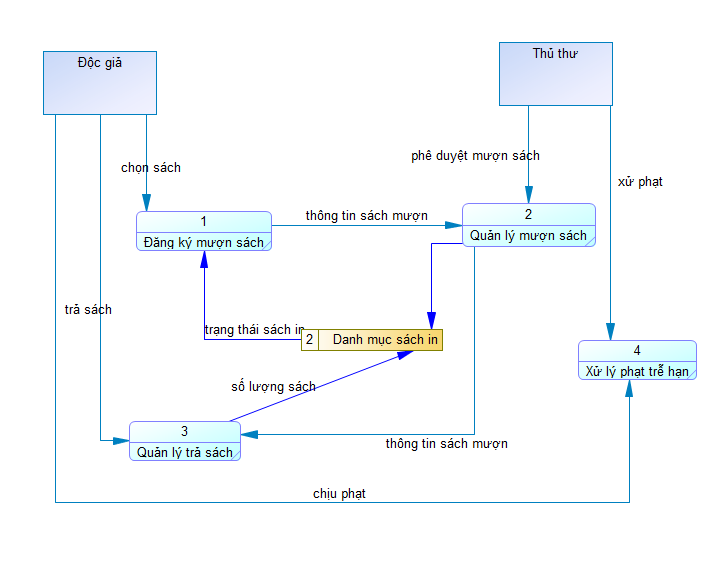 Độc giả
Thủ thư
phê duyệt mượn sách
chọn sách
xử phạt
1
Đăng ký mượn sách
thông tin sách mượn
2
Quản lý mượn sách
trả sách
trạng thái sách in
2 Danh mục sách in
4
Xử lý phạt trễ hạn
số lượng sách
3
Quản lý trả sách
thông tin sách mượn
chịu phạt